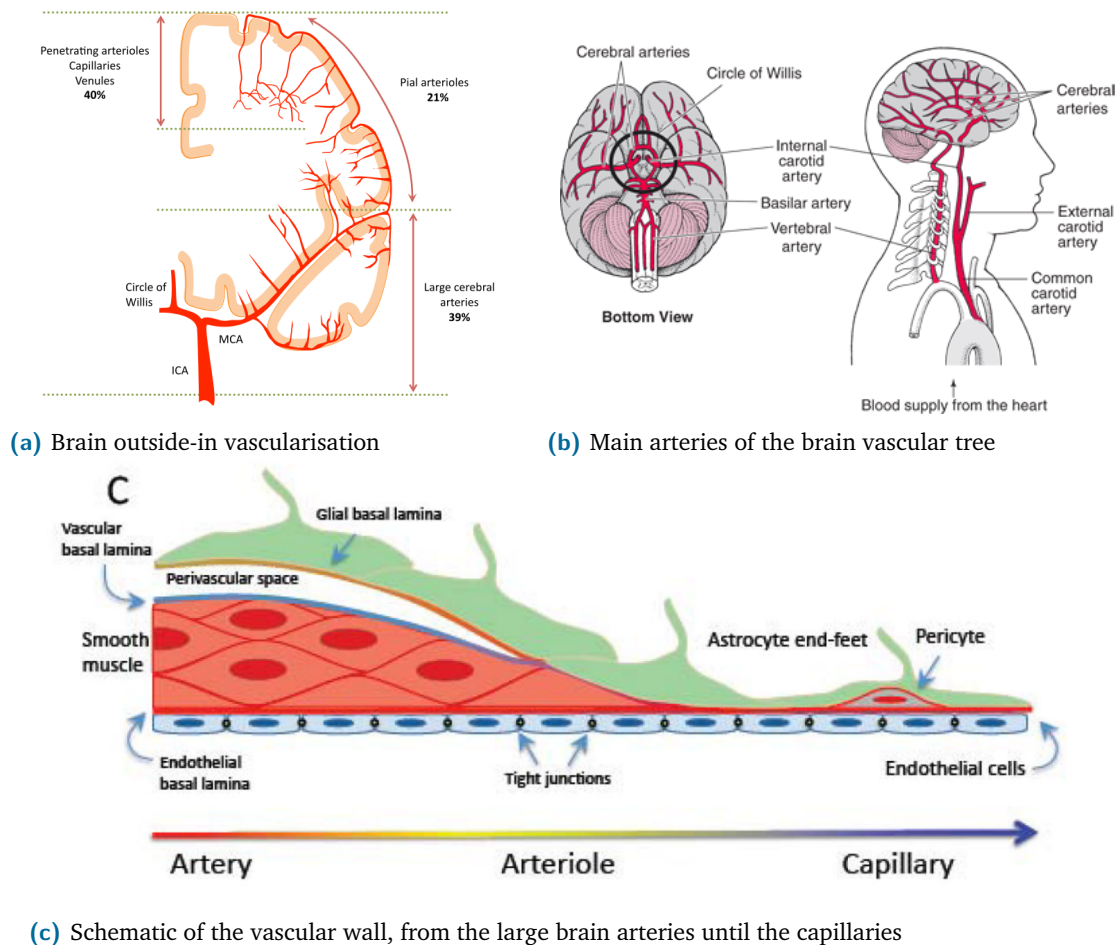 Penetrating arterioles
Capillaries
Venules
40%
Pial arterioles
21%
Circle of
Willis
MCA
ICA
Large cerebral
arteries
39%
(a) Brain outside-in vascularisation
Cerebral arteries
Circle of Willis
Cerebral
arteries
Internal
carotid
artery
Basilar artery
Vertebral
artery
External
carotid
artery
Common
carotid
artery
Bottom View
Blood supply from the heart
(b) Main arteries of the brain vascular tree
C
Vascular
basal lamina
Glial basal lamina
Perivascular space
Smooth
muscle
Astrocyte end-feet
Pericyte
Endothelial
basal lamina
Tight junctions
Endothelial cells
Artery
Arteriole
Capillary
(c) Schematic of the vascular wall, from the large brain arteries until the capillaries